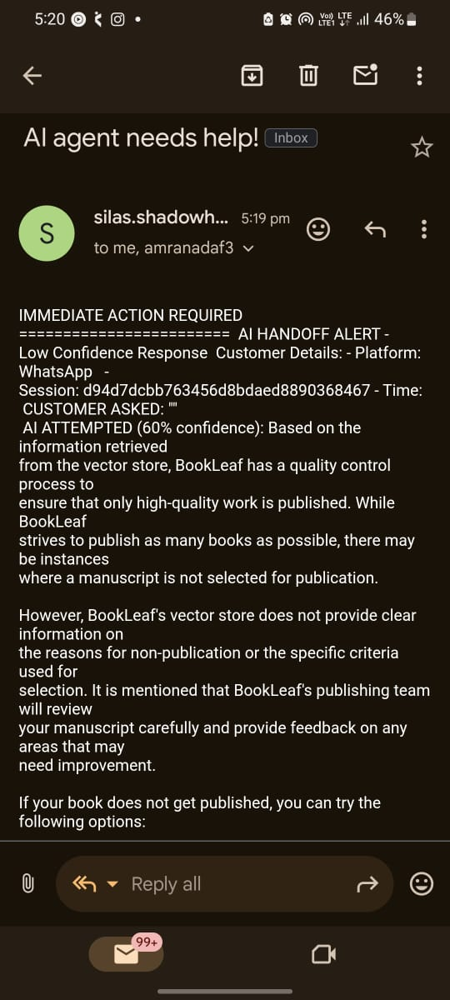 5:20 Vo) LTE LTE1 46%
AI agent needs help! Inbox
S silas.shadowh... 5:19 pm
to me, amranadaf3
IMMEDIATE ACTION REQUIRED
======================== AI HANDOFF ALERT -
Low Confidence Response  Customer Details: - Platform:
WhatsApp   -
Session: d94d7dcbb763456d8bdaed8890368467 - Time:
CUSTOMER ASKED: ""
AI ATTEMPTED (60% confidence): Based on the
information retrieved
from the vector store, BookLeaf has a quality control
process to
ensure that only high-quality work is published. While
BookLeaf
strives to publish as many books as possible, there may
be instances
where a manuscript is not selected for publication.
However, BookLeaf's vector store does not provide clear
information on
the reasons for non-publication or the specific criteria
used for
selection. It is mentioned that BookLeaf's publishing team
will review
your manuscript carefully and provide feedback on any
areas that may
need improvement.
If your book does not get published, you can try the
following options:
Reply all
99+